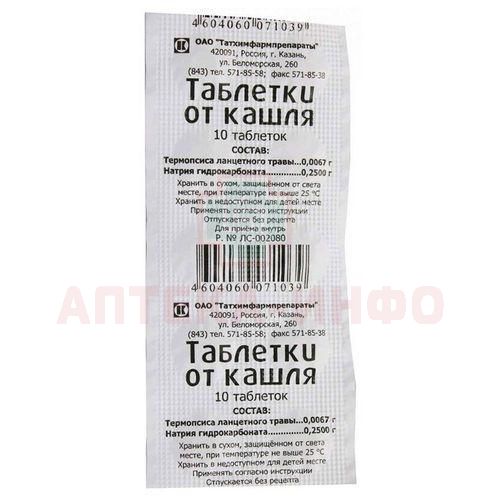 4604060071039
ОАО "Татхимфармпрепараты"
420091, Россия, г. Казань,
ул. Беломорская, 260
(843) тел. 571-85-58; факс 571-85-38
Таблетки
от кашля
10 таблеток
СОСТАВ:
Термопсиса ланцетного травы...0,0067 г
Натрия гидрокарбоната..............0,2500 г
Хранить в сухом, защищённом от света
месте, при температуре не выше 25 °С
Хранить в недоступном для детей месте
Применять согласно инструкции
Отпускается без рецепта
Для приёма внутрь
Р. № ЛС-002080
4604060071039
АПТЕКА ИНФО
ОАО "Татхимфармпрепараты"
420091, Россия, г. Казань,
ул. Беломорская, 260
(843) тел. 571-85-58; факс 571-85-38
Таблетки
от кашля
10 таблеток
СОСТАВ:
Термопсиса ланцетного травы...0,0067 г
Натрия гидрокарбоната..............0,2500 г
Хранить в сухом, защищённом от света
месте, при температуре не выше 25 °С
Хранить в недоступном для детей месте
Применять согласно инструкции
Отпускается без рецепта